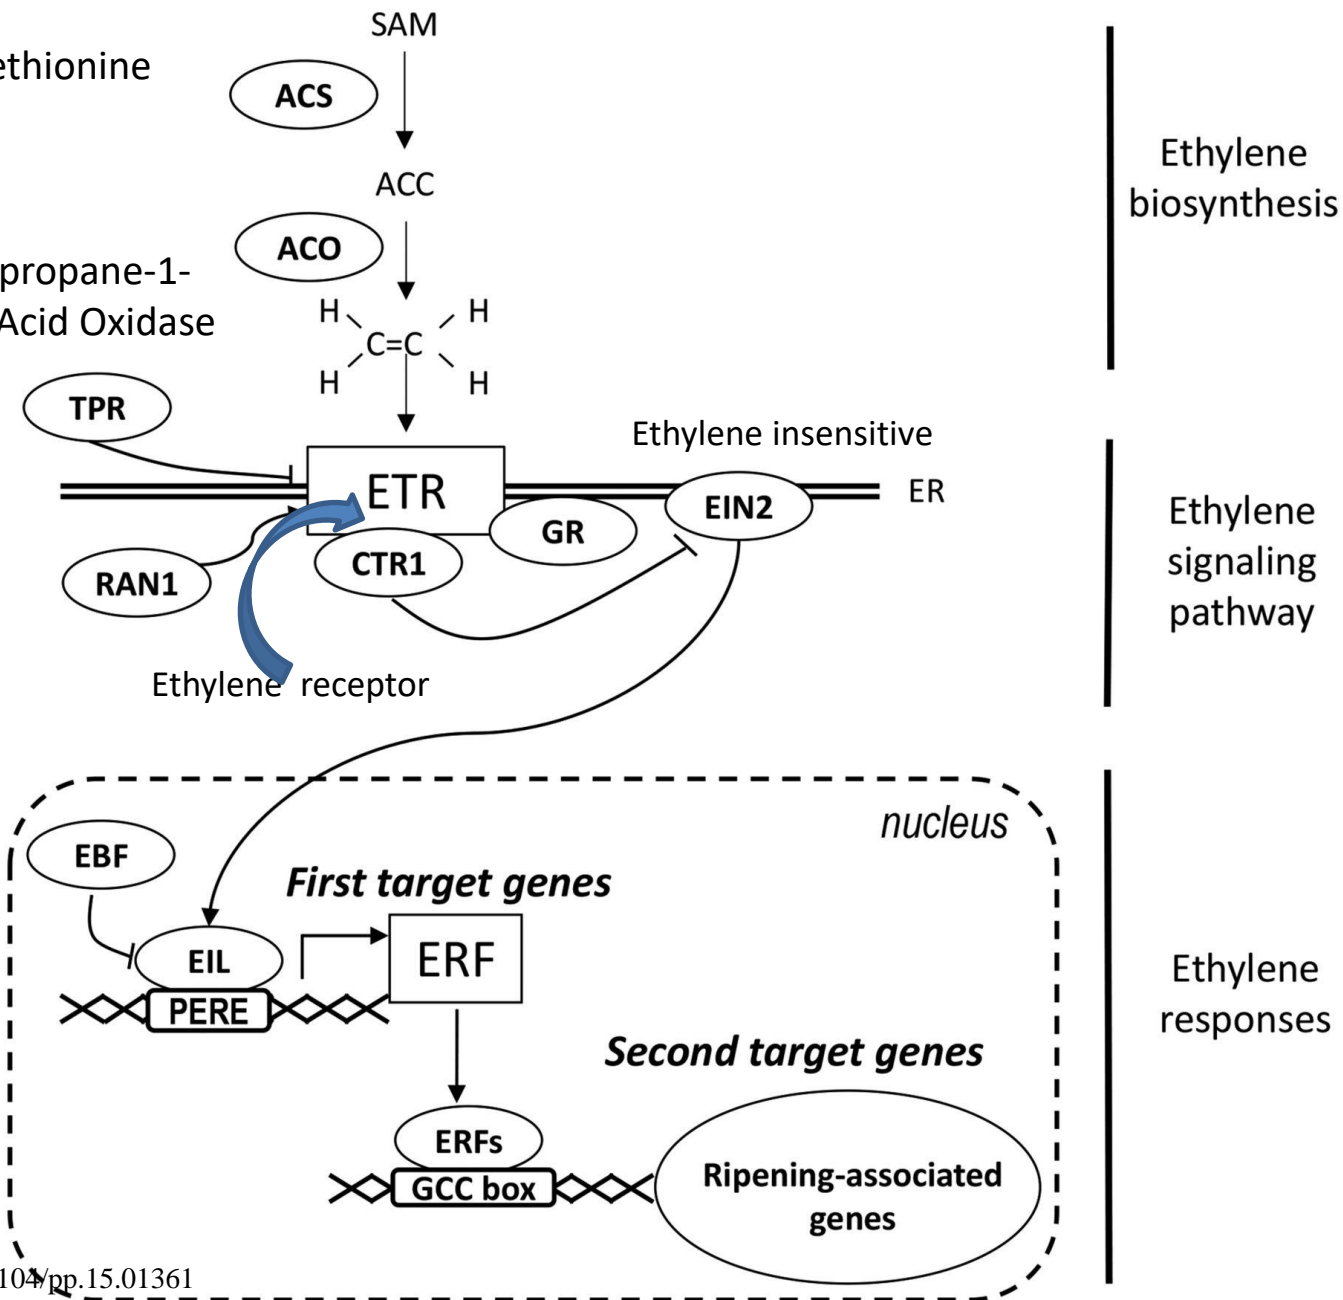 SAM
ethionine
ACS
ACC
ACO
propane-1-
Acid Oxidase
H H
C=C
H H
TPR
Ethylene insensitive
ETR
ER
EIN2
GR
CTR1
RAN1
Ethylene receptor
nucleus
EBF
First target genes
EIL
ERF
PERE
Second target genes
ERFs
GCC box
Ripening-associated
genes
104/pp.15.01361
Ethylene
biosynthesis
Ethylene
signaling
pathway
Ethylene
responses